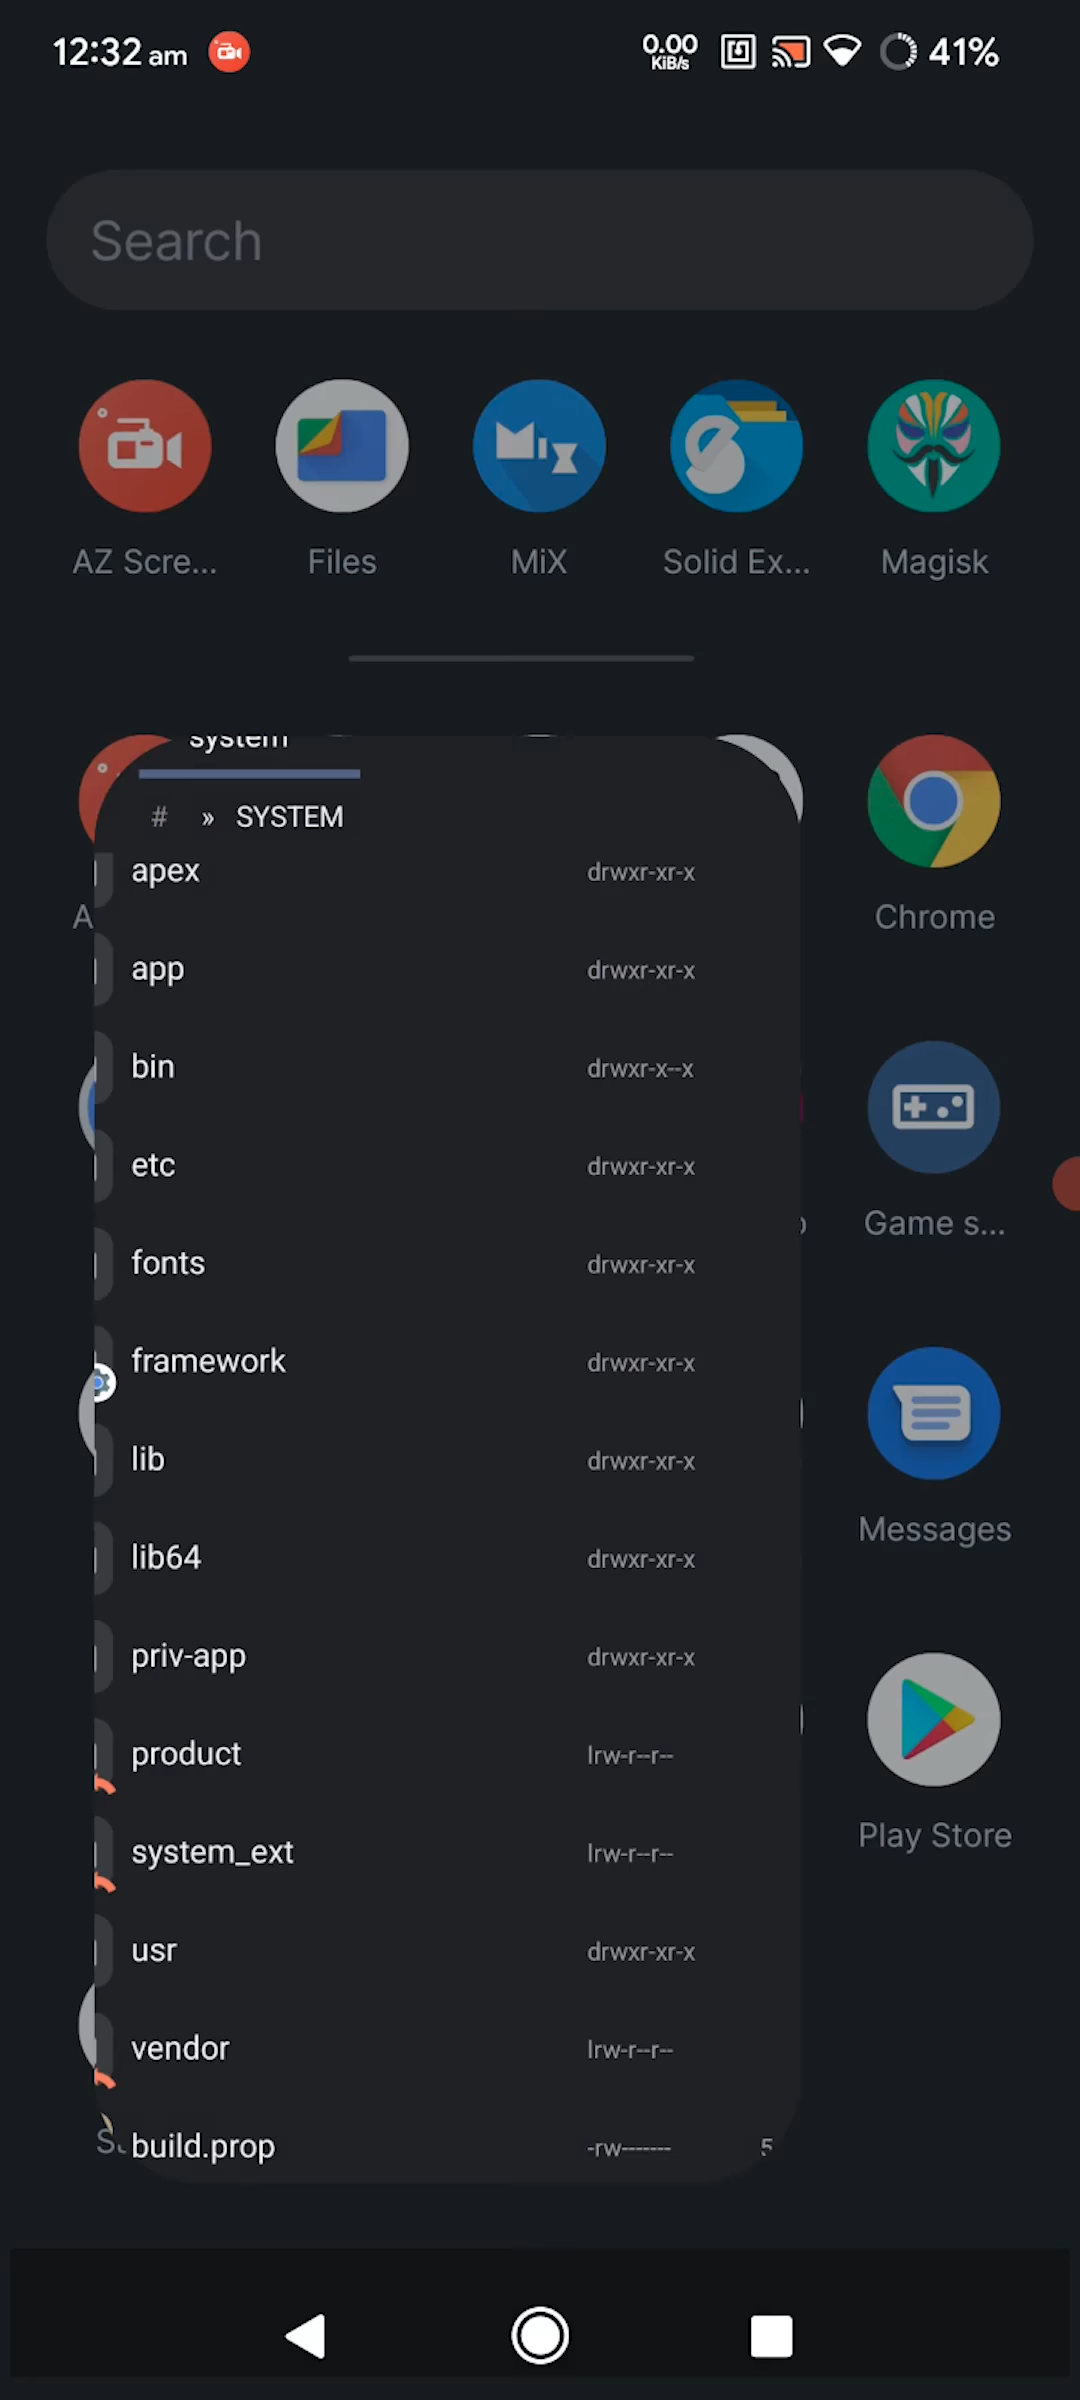 12:32 am 0.00 KiB/s 41%
Search
AZ Scre... Files MiX Solid Ex... Magisk
system
# » SYSTEM
apex drwxr-xr-x
A Chrome
app drwxr-xr-x
bin drwxr-x--x
etc drwxr-xr-x
Game s...
fonts drwxr-xr-x
framework drwxr-xr-x
lib drwxr-xr-x
Messages
lib64 drwxr-xr-x
priv-app drwxr-xr-x
product lrw-r--r--
Play Store
system_ext lrw-r--r--
usr drwxr-xr-x
vendor lrw-r--r--
build.prop -rw------- 5